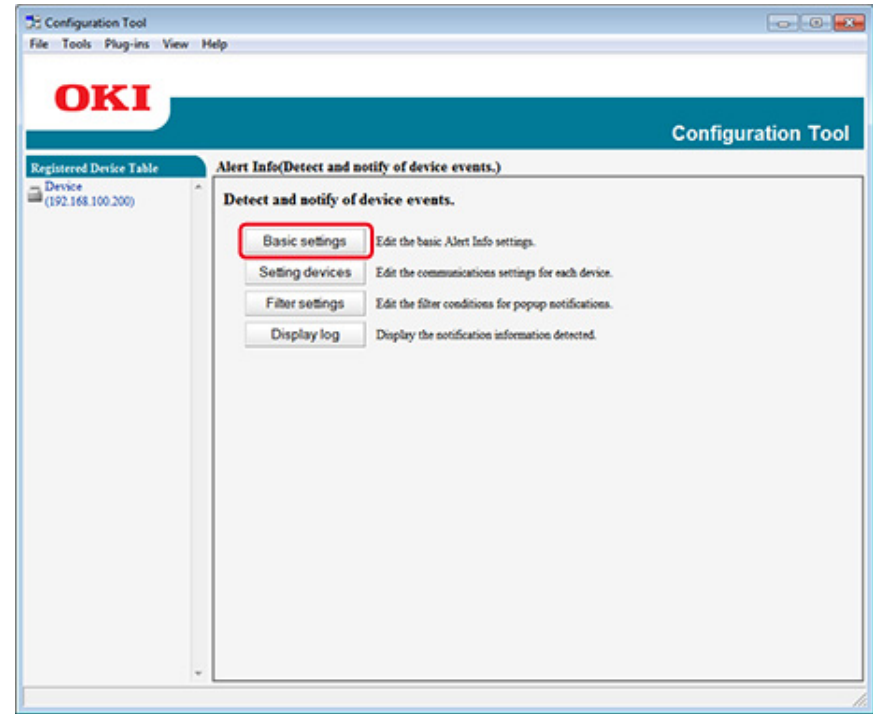 Configuration Tool
File Tools Plug-ins View Help
OKI
Configuration Tool
Registered Device Table
Device
(192.168.100.200)
Alert Info(Detect and notify of device events.)
Detect and notify of device events.
Basic settings Edit the basic Alert Info settings.
Setting devices Edit the communications settings for each device.
Filter settings Edit the filter conditions for popup notifications.
Display log Display the notification information detected.